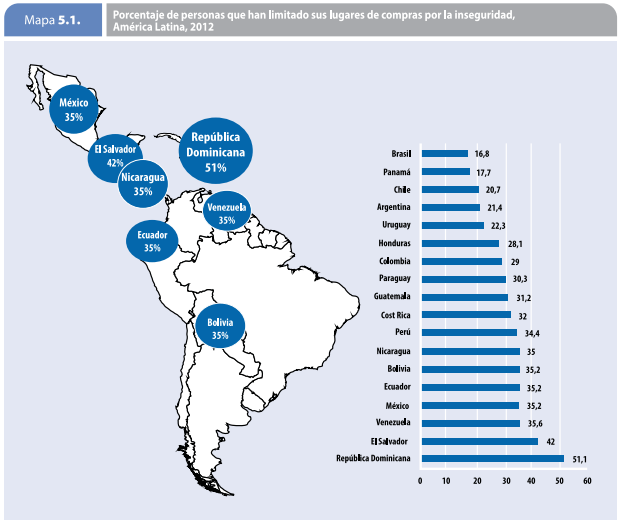 Mapa 5.1.
Porcentaje de personas que han limitado sus lugares de compras por la inseguridad,
América Latina, 2012
México
35%
El Salvador
42%
Nicaragua
35%
República
Dominicana
51%
Venezuela
35%
Ecuador
35%
Bolivia
35%
Brasil 16,8
Panamá 17,7
Chile 20,7
Argentina 21,4
Uruguay 22,3
Honduras 28,1
Colombia 29
Paraguay 30,3
Guatemala 31,2
Cost Rica 32
Perú 34,4
Nicaragua 35
Bolivia 35,2
Ecuador 35,2
México 35,2
Venezuela 35,6
El Salvador 42
República Dominicana 51,1
0 10 20 30 40 50 60